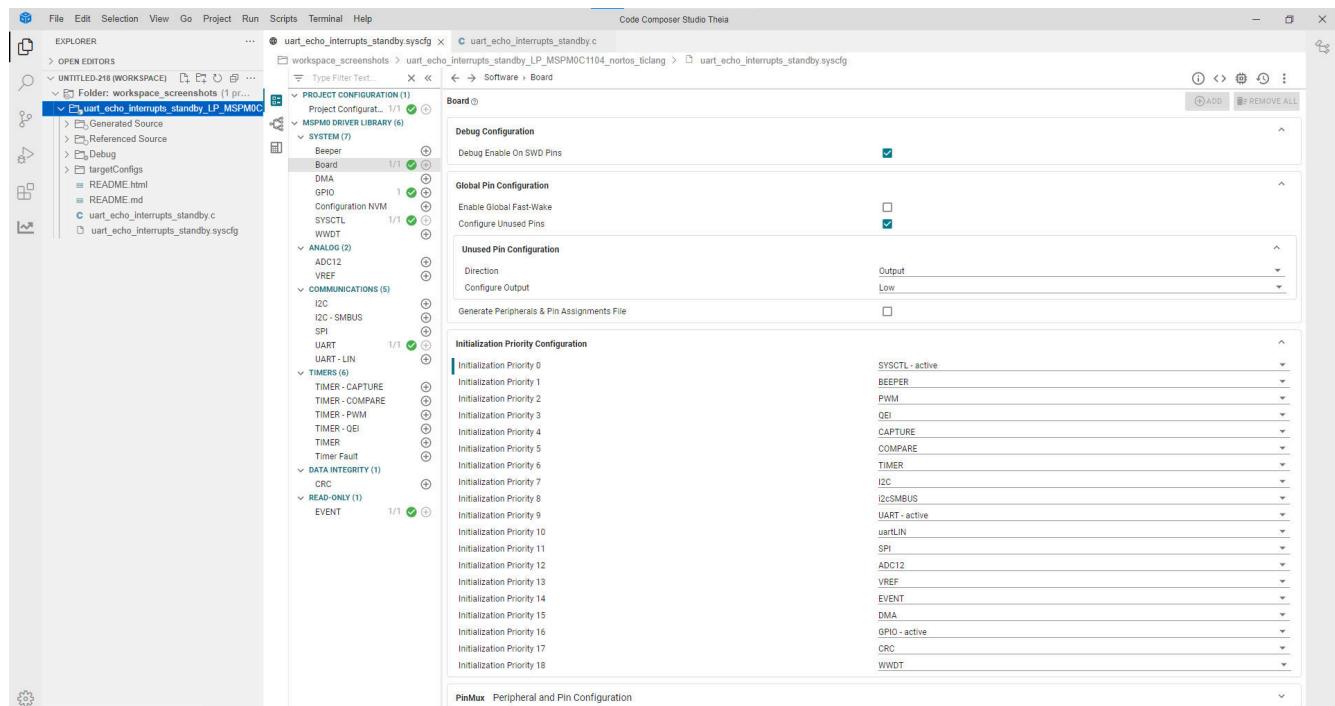 File Edit Selection View Go Project Run Scripts Terminal Help
Code Composer Studio Theia
EXPLORER
OPEN EDITORS
UNTITLED-218 (WORKSPACE)
Folder: workspace_screenshots (1 pr...
uart_echo_interrupts_standby_LP_MSPM0C
Generated Source
Referenced Source
Debug
targetConfigs
README.html
README.md
C uart_echo_interrupts_standby.c
uart_echo_interrupts_standby.syscfg
uart_echo_interrupts_standby.syscfg
C uart_echo_interrupts_standby.c
workspace_screenshots > uart_echo_interrupts_standby_LP_MSPM0C1104_nortos_ticlang > uart_echo_interrupts_standby.syscfg
Type Filter Text...
PROJECT CONFIGURATION (1)
Project Configurat... 1/1
MSPM0 DRIVER LIBRARY (6)
SYSTEM (7)
Beeper
Board 1/1
DMA
GPIO 1
Configuration NVM
SYSCTL 1/1
WWDT
ANALOG (2)
ADC12
VREF
COMMUNICATIONS (5)
I2C
I2C - SMBUS
SPI
UART 1/1
UART - LIN
TIMERS (6)
TIMER - CAPTURE
TIMER - COMPARE
TIMER - PWM
TIMER - QEI
TIMER
Timer Fault
DATA INTEGRITY (1)
CRC
READ-ONLY (1)
EVENT 1/1
Software > Board
Board
ADD REMOVE ALL
Debug Configuration
Debug Enable On SWD Pins
Global Pin Configuration
Enable Global Fast-Wake
Configure Unused Pins
Unused Pin Configuration
Direction Output
Configure Output Low
Generate Peripherals & Pin Assignments File
Initialization Priority Configuration
Initialization Priority 0 SYSCTL - active
Initialization Priority 1 BEEPER
Initialization Priority 2 PWM
Initialization Priority 3 QEI
Initialization Priority 4 CAPTURE
Initialization Priority 5 COMPARE
Initialization Priority 6 TIMER
Initialization Priority 7 I2C
Initialization Priority 8 i2cSMBUS
Initialization Priority 9 UART - active
Initialization Priority 10 uartLIN
Initialization Priority 11 SPI
Initialization Priority 12 ADC12
Initialization Priority 13 VREF
Initialization Priority 14 EVENT
Initialization Priority 15 DMA
Initialization Priority 16 GPIO - active
Initialization Priority 17 CRC
Initialization Priority 18 WWDT
PinMux Peripheral and Pin Configuration